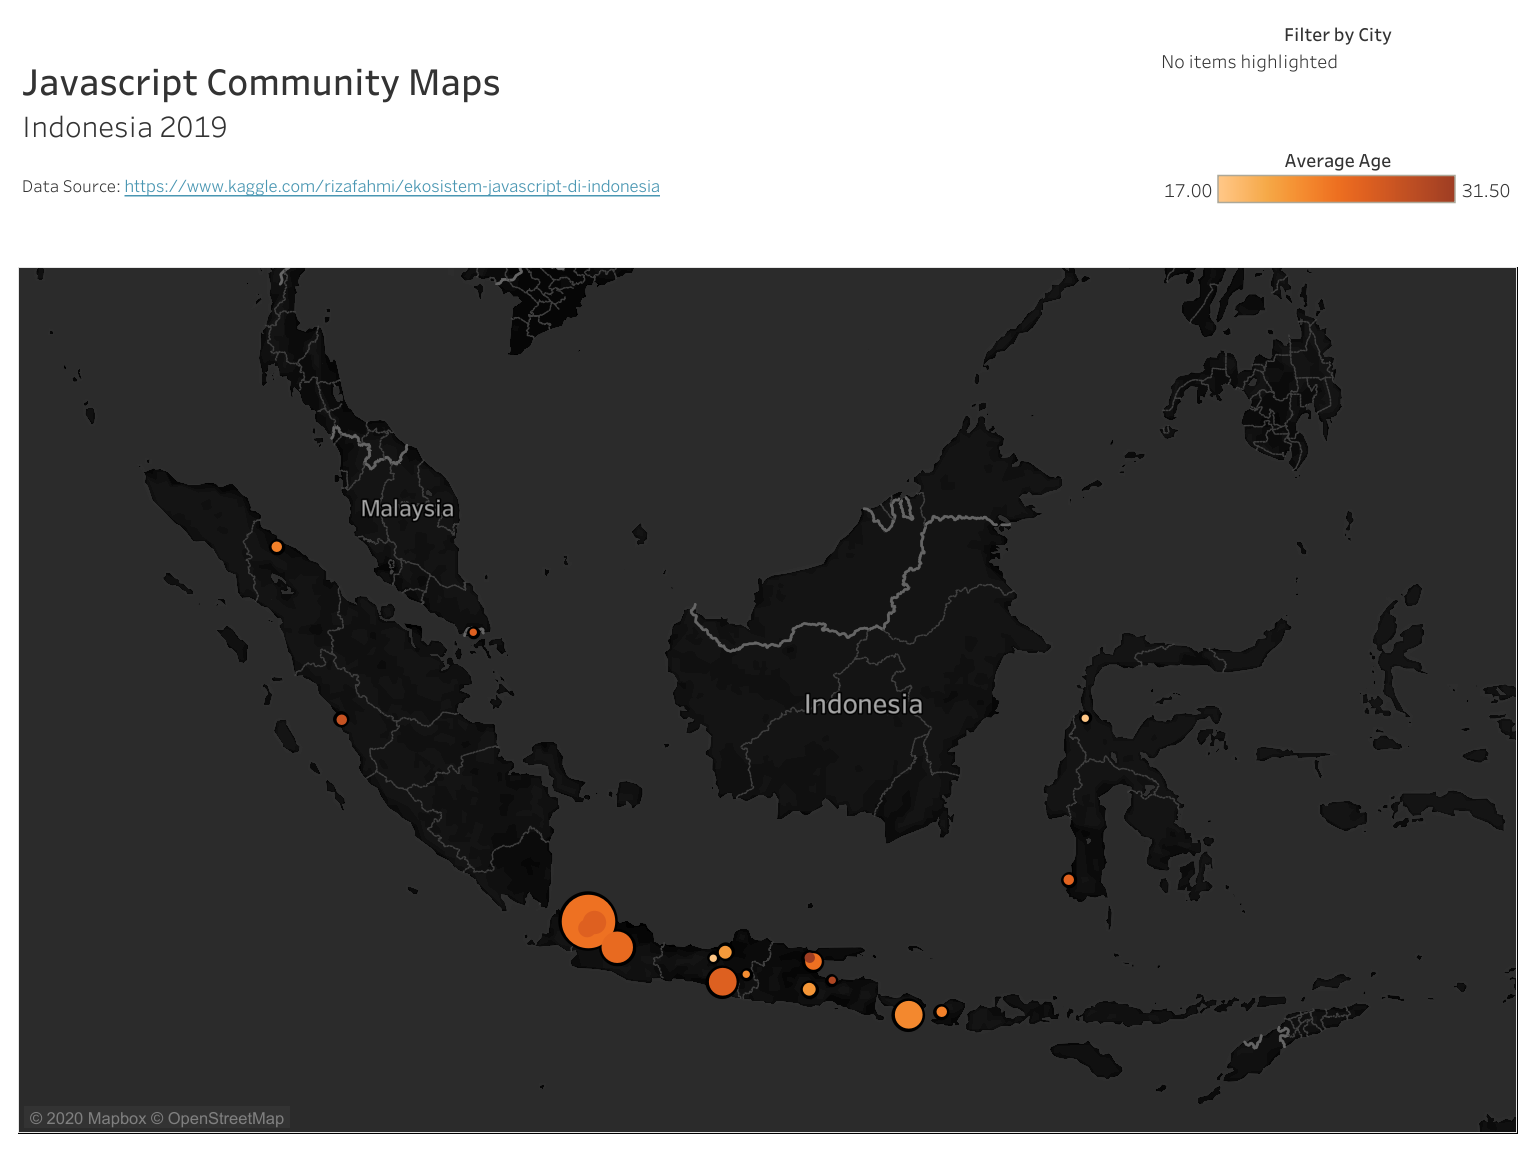 Filter by City
No items highlighted
Javascript Community Maps
Indonesia 2019
Average Age
17.00 31.50
Data Source: https://www.kaggle.com/rizafahmi/ekosistem-javascript-di-indonesia
Malaysia
Indonesia
© 2020 Mapbox © OpenStreetMap